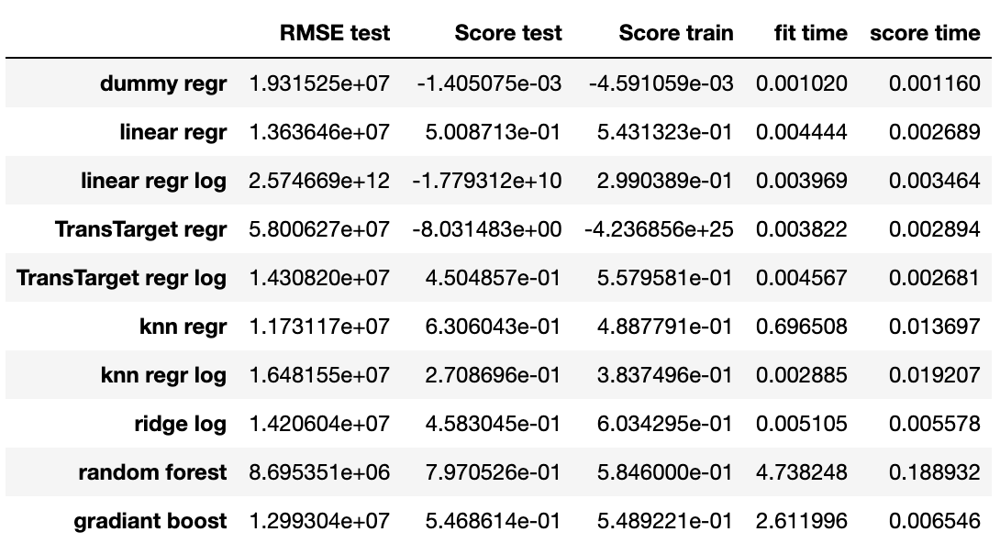 RMSE test Score test Score train fit time score time
dummy regr 1.931525e+07 -1.405075e-03 -4.591059e-03 0.001020 0.001160
linear regr 1.363646e+07 5.008713e-01 5.431323e-01 0.004444 0.002689
linear regr log 2.574669e+12 -1.779312e+10 2.990389e-01 0.003969 0.003464
TransTarget regr 5.800627e+07 -8.031483e+00 -4.236856e+25 0.003822 0.002894
TransTarget regr log 1.430820e+07 4.504857e-01 5.579581e-01 0.004567 0.002681
knn regr 1.173117e+07 6.306043e-01 4.887791e-01 0.696508 0.013697
knn regr log 1.648155e+07 2.708696e-01 3.837496e-01 0.002885 0.019207
ridge log 1.420604e+07 4.583045e-01 6.034295e-01 0.005105 0.005578
random forest 8.695351e+06 7.970526e-01 5.846000e-01 4.738248 0.188932
gradiant boost 1.299304e+07 5.468614e-01 5.489221e-01 2.611996 0.006546